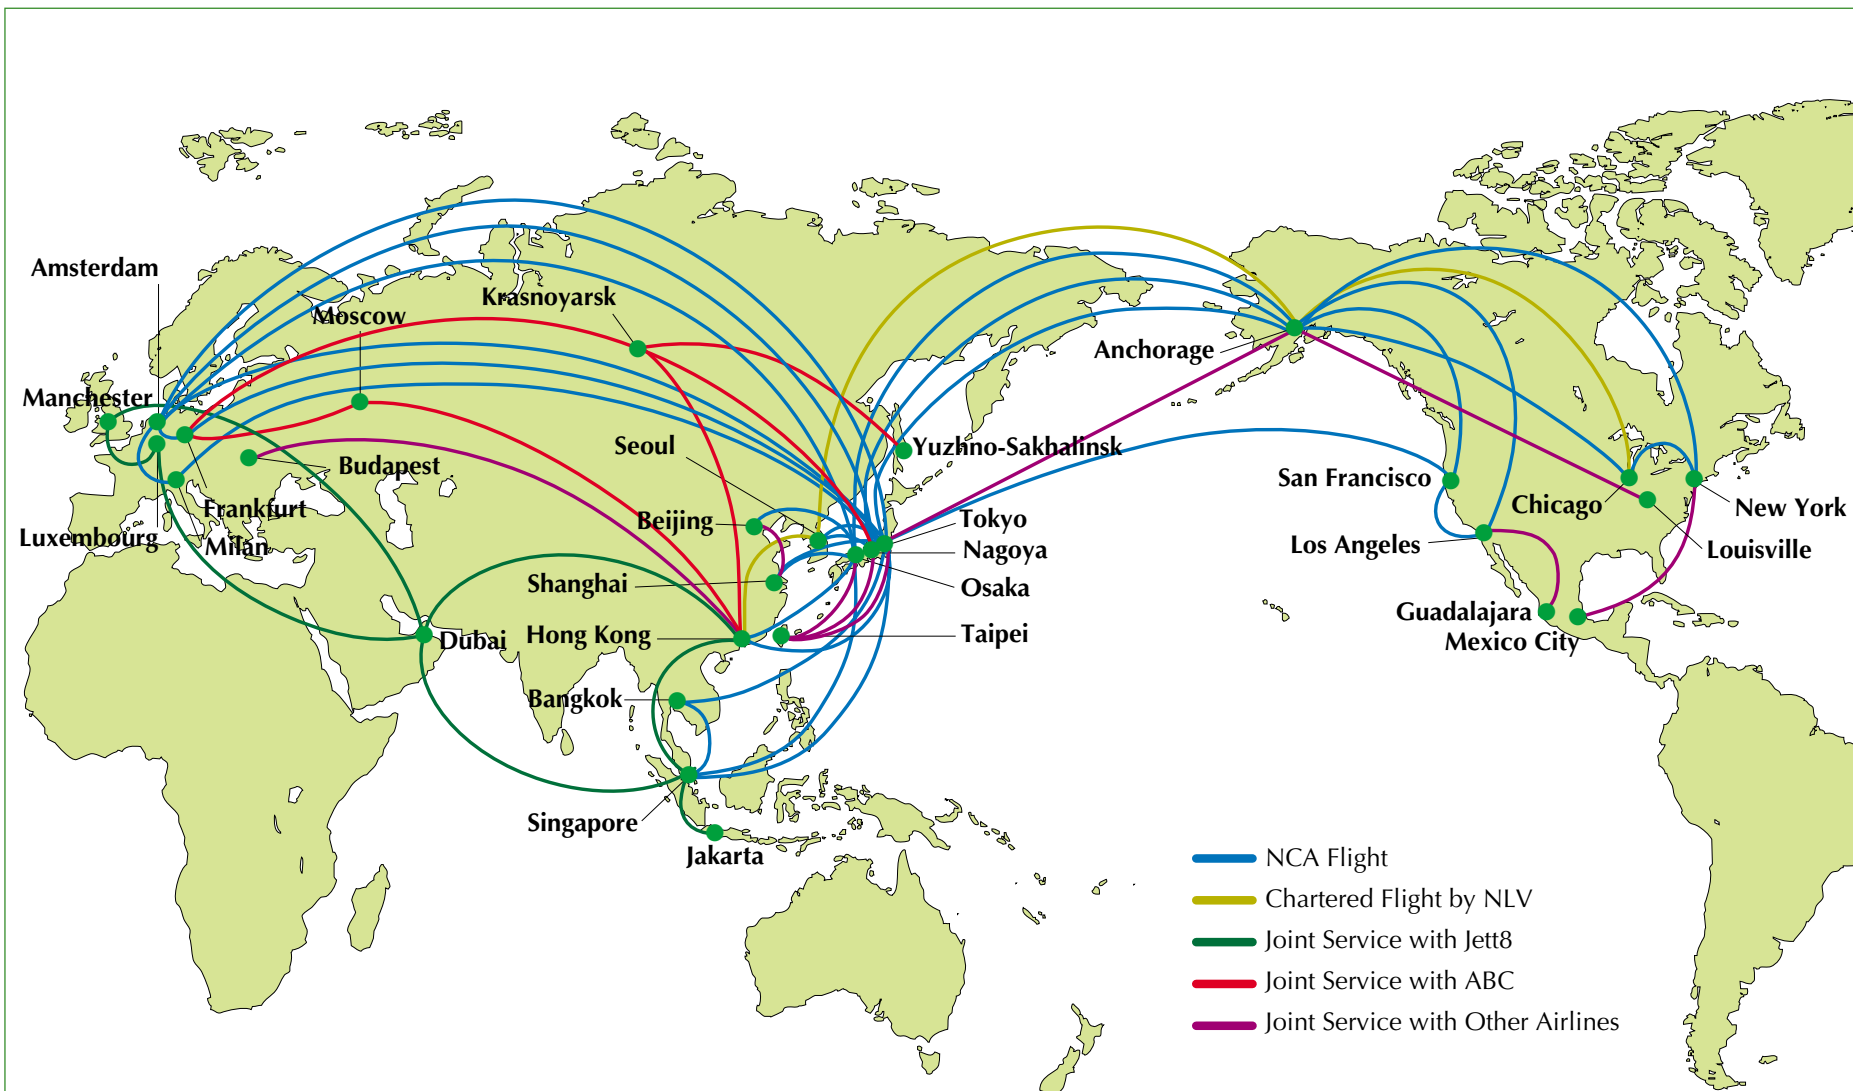 Amsterdam
Krasnoyarsk
Moscow
Anchorage
Manchester
Seoul
Yuzhno-Sakhalinsk
Budapest
San Francisco
Chicago
Frankfurt
New York
Beijing
Tokyo
Luxembourg
Milan
Nagoya
Los Angeles
Louisville
Shanghai
Osaka
Guadalajara
Dubai
Hong Kong
Taipei
Mexico City
Bangkok
Singapore
Jakarta
NCA Flight
Chartered Flight by NLV
Joint Service with Jett8
Joint Service with ABC
Joint Service with Other Airlines